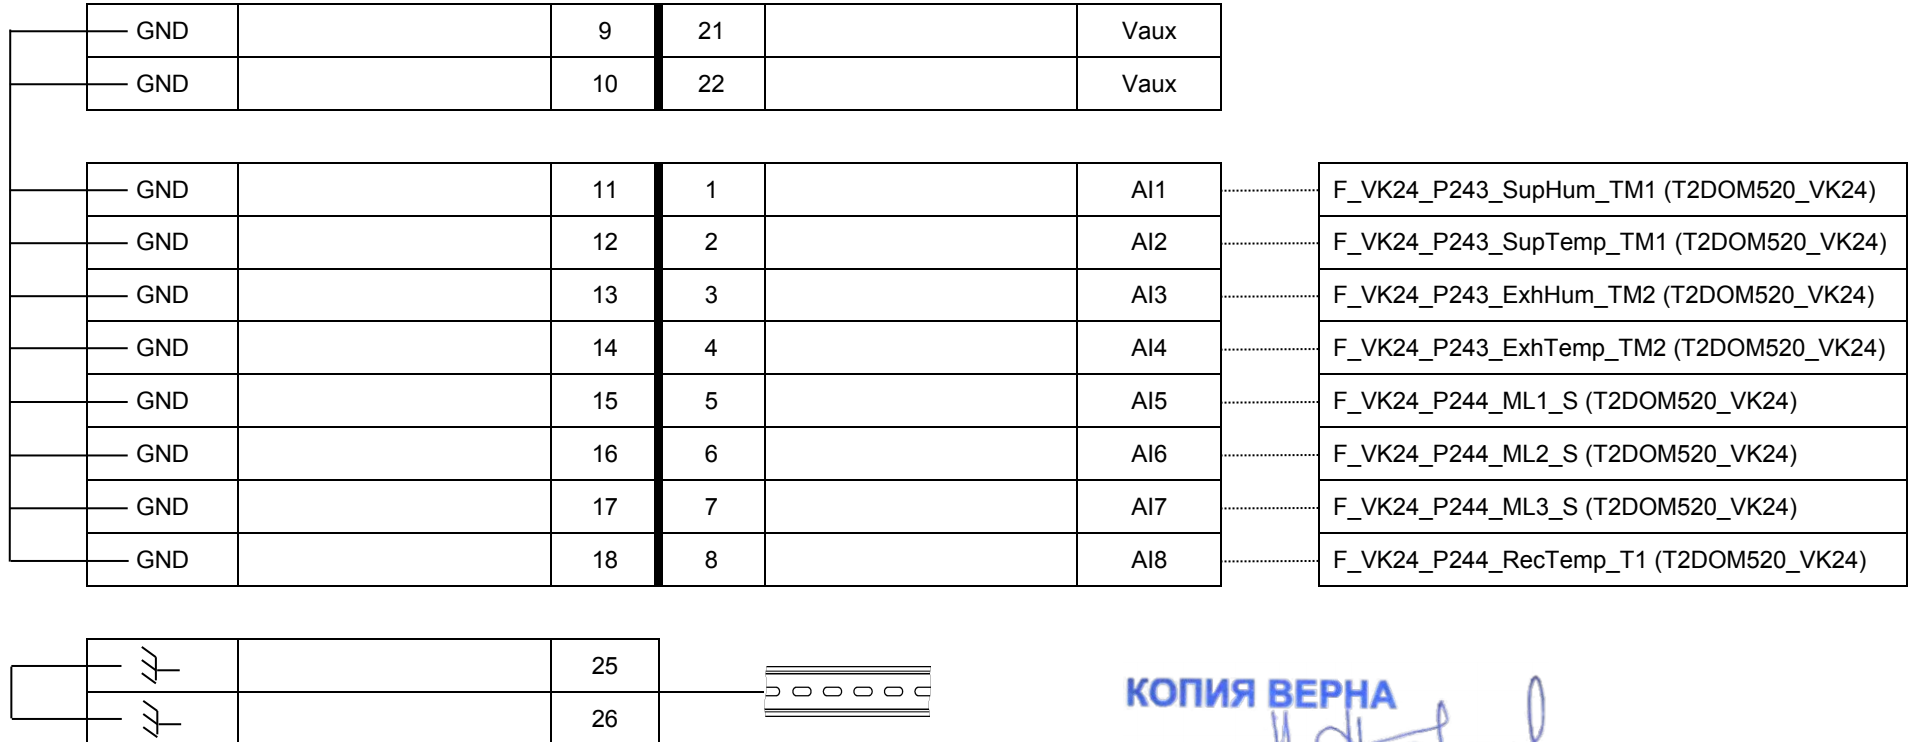 GND 9 21 Vaux
GND 10 22 Vaux
GND 11 1 AI1 F_VK24_P243_SupHum_TM1 (T2DOM520_VK24)
GND 12 2 AI2 F_VK24_P243_SupTemp_TM1 (T2DOM520_VK24)
GND 13 3 AI3 F_VK24_P243_ExhHum_TM2 (T2DOM520_VK24)
GND 14 4 AI4 F_VK24_P243_ExhTemp_TM2 (T2DOM520_VK24)
GND 15 5 AI5 F_VK24_P244_ML1_S (T2DOM520_VK24)
GND 16 6 AI6 F_VK24_P244_ML2_S (T2DOM520_VK24)
GND 17 7 AI7 F_VK24_P244_ML3_S (T2DOM520_VK24)
GND 18 8 AI8 F_VK24_P244_RecTemp_T1 (T2DOM520_VK24)
25
26
КОПИЯ ВЕРНА